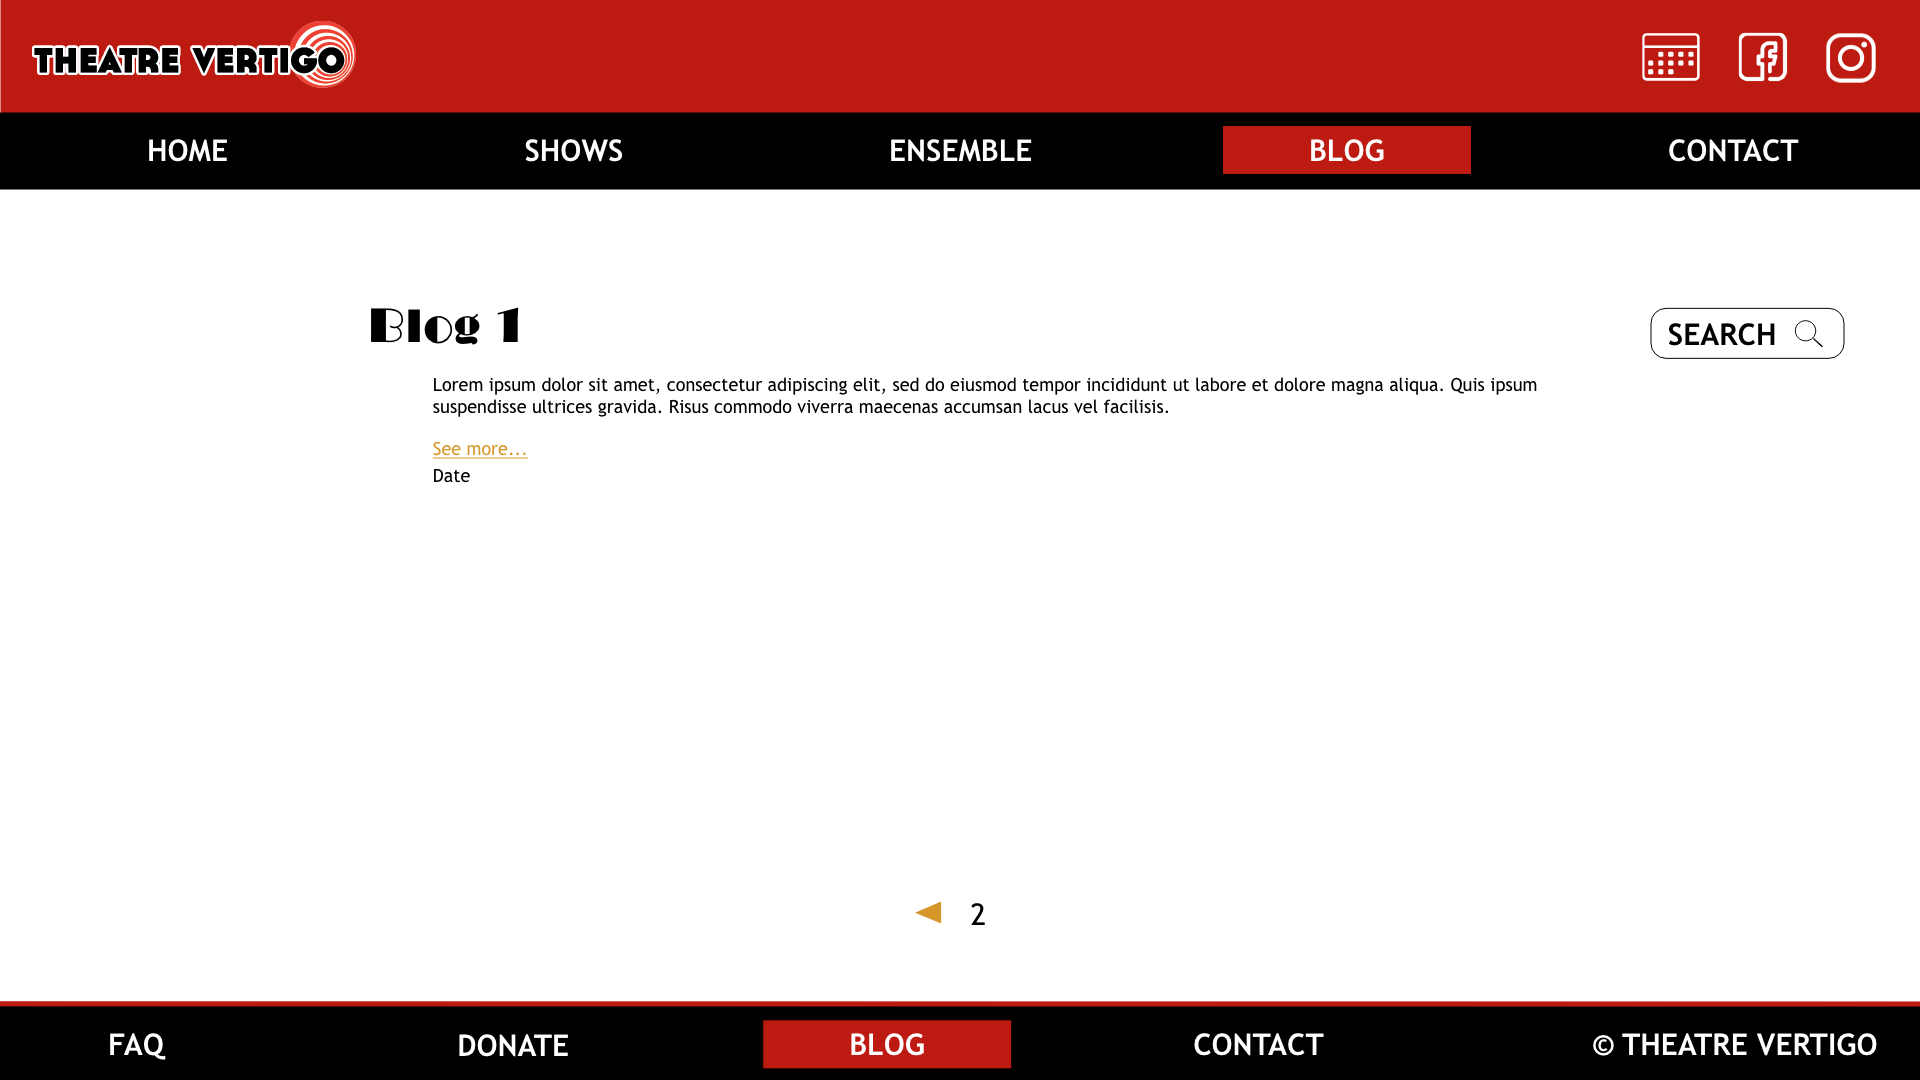 THEATRE VERTIGO
HOME SHOWS ENSEMBLE BLOG CONTACT
Blog 1
SEARCH
Lorem ipsum dolor sit amet, consectetur adipiscing elit, sed do eiusmod tempor incididunt ut labore et dolore magna aliqua. Quis ipsum
suspendisse ultrices gravida. Risus commodo viverra maecenas accumsan lacus vel facilisis.
See more...
Date
2
FAQ DONATE BLOG CONTACT © THEATRE VERTIGO